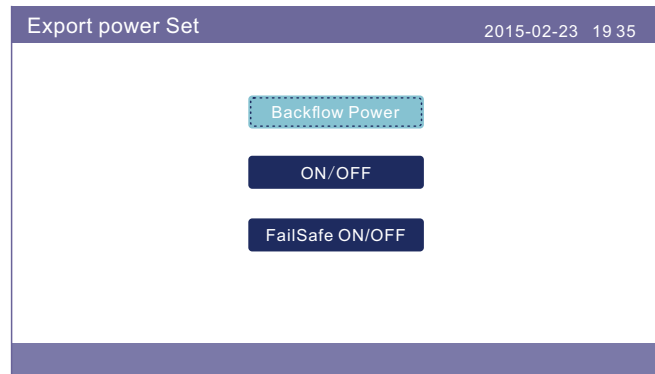 Export power Set
2015-02-23 19 35
Backflow Power
ON/OFF
FailSafe ON/OFF